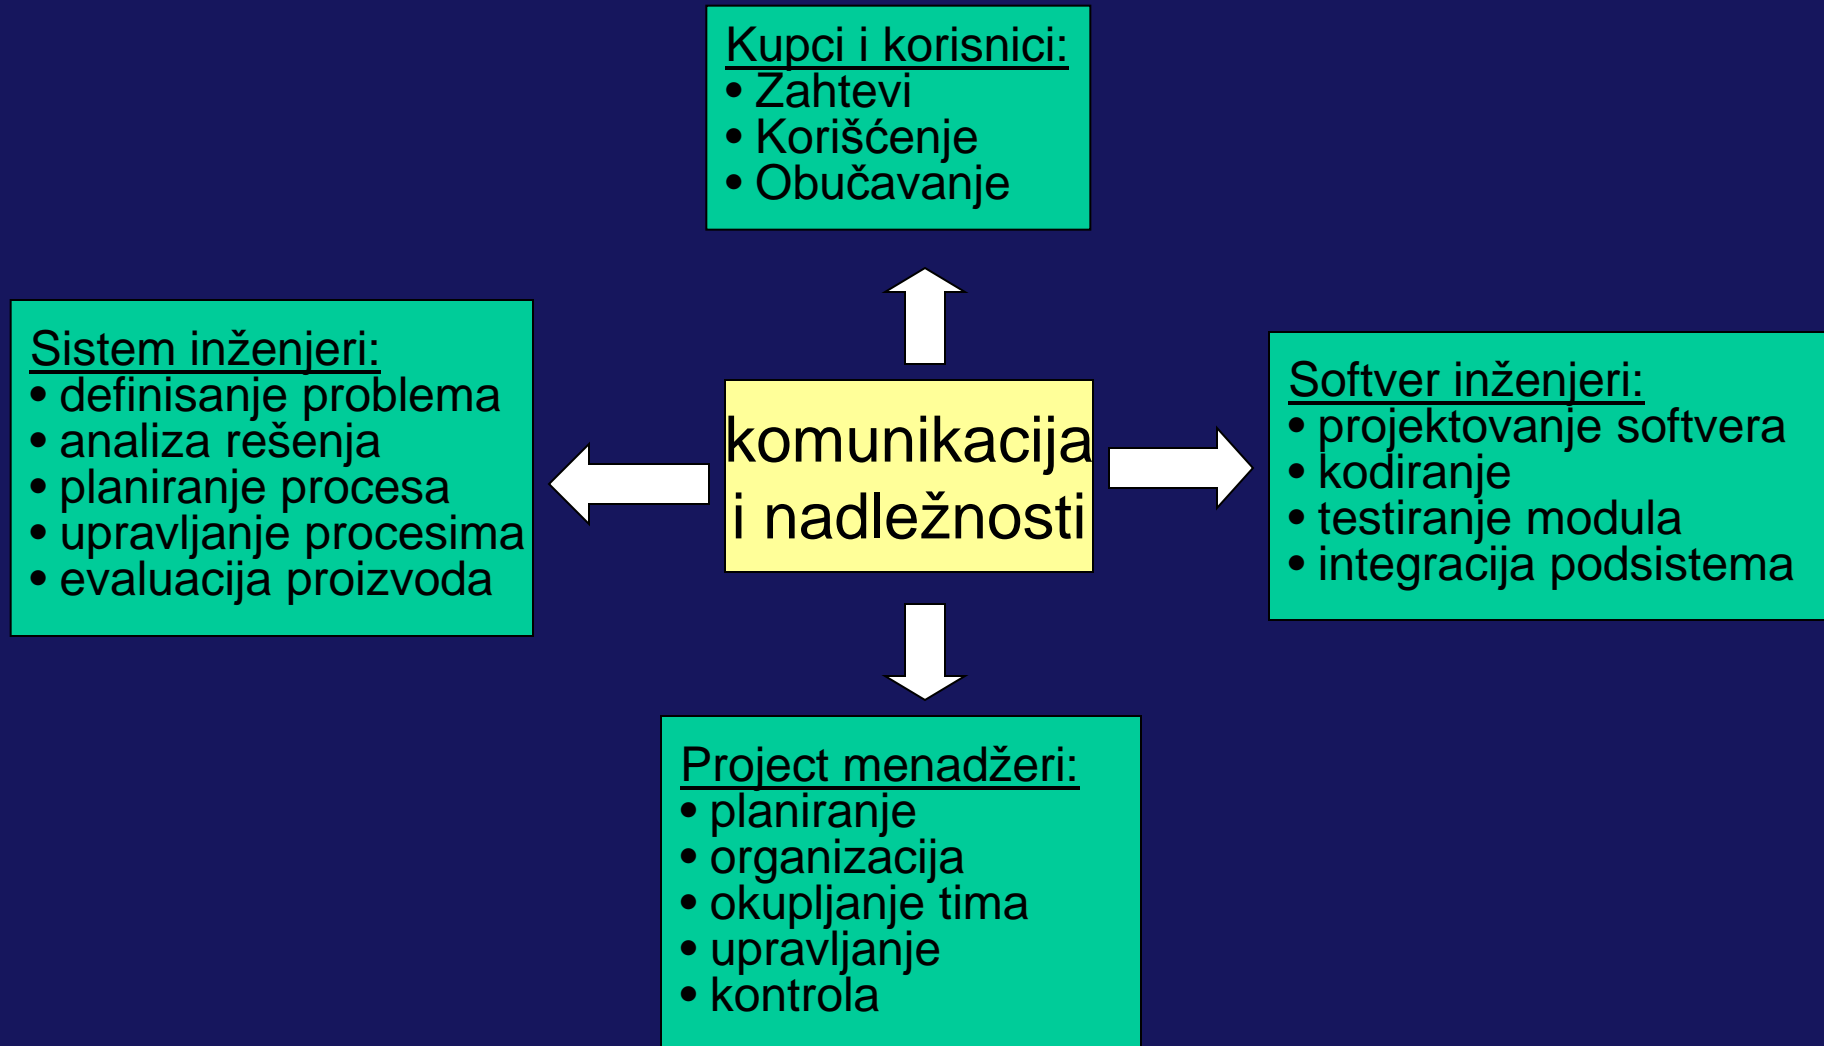 Kupci i korisnici:
• Zahtevi
• Korišćenje
• Obučavanje
Sistem inženjeri:
• definisanje problema
• analiza rešenja
• planiranje procesa
• upravljanje procesima
• evaluacija proizvoda
komunikacija
i nadležnosti
Softver inženjeri:
• projektovanje softvera
• kodiranje
• testiranje modula
• integracija podsistema
Project menadžeri:
• planiranje
• organizacija
• okupljanje tima
• upravljanje
• kontrola